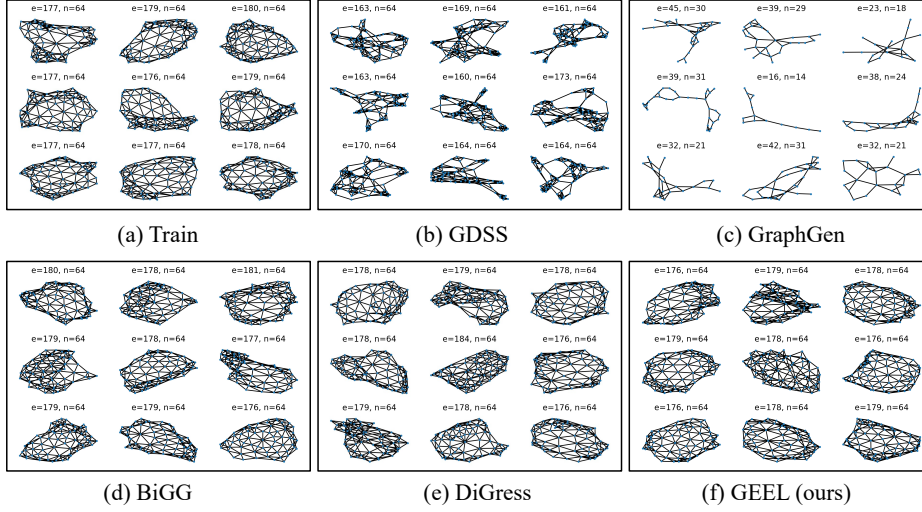 e=177, n=64 e=179, n=64 e=180, n=64
e=177, n=64 e=176, n=64 e=179, n=64
e=177, n=64 e=177, n=64 e=178, n=64
(a) Train
e=163, n=64 e=169, n=64 e=161, n=64
e=163, n=64 e=160, n=64 e=173, n=64
e=170, n=64 e=164, n=64 e=164, n=64
(b) GDSS
e=45, n=30 e=39, n=29 e=23, n=18
e=39, n=31 e=16, n=14 e=38, n=24
e=32, n=21 e=42, n=31 e=32, n=21
(c) GraphGen
e=180, n=64 e=178, n=64 e=181, n=64
e=179, n=64 e=178, n=64 e=177, n=64
e=179, n=64 e=179, n=64 e=176, n=64
(d) BiGG
e=178, n=64 e=179, n=64 e=178, n=64
e=178, n=64 e=184, n=64 e=176, n=64
e=179, n=64 e=178, n=64 e=176, n=64
(e) DiGress
e=176, n=64 e=179, n=64 e=178, n=64
e=179, n=64 e=178, n=64 e=176, n=64
e=176, n=64 e=178, n=64 e=179, n=64
(f) GEEL (ours)